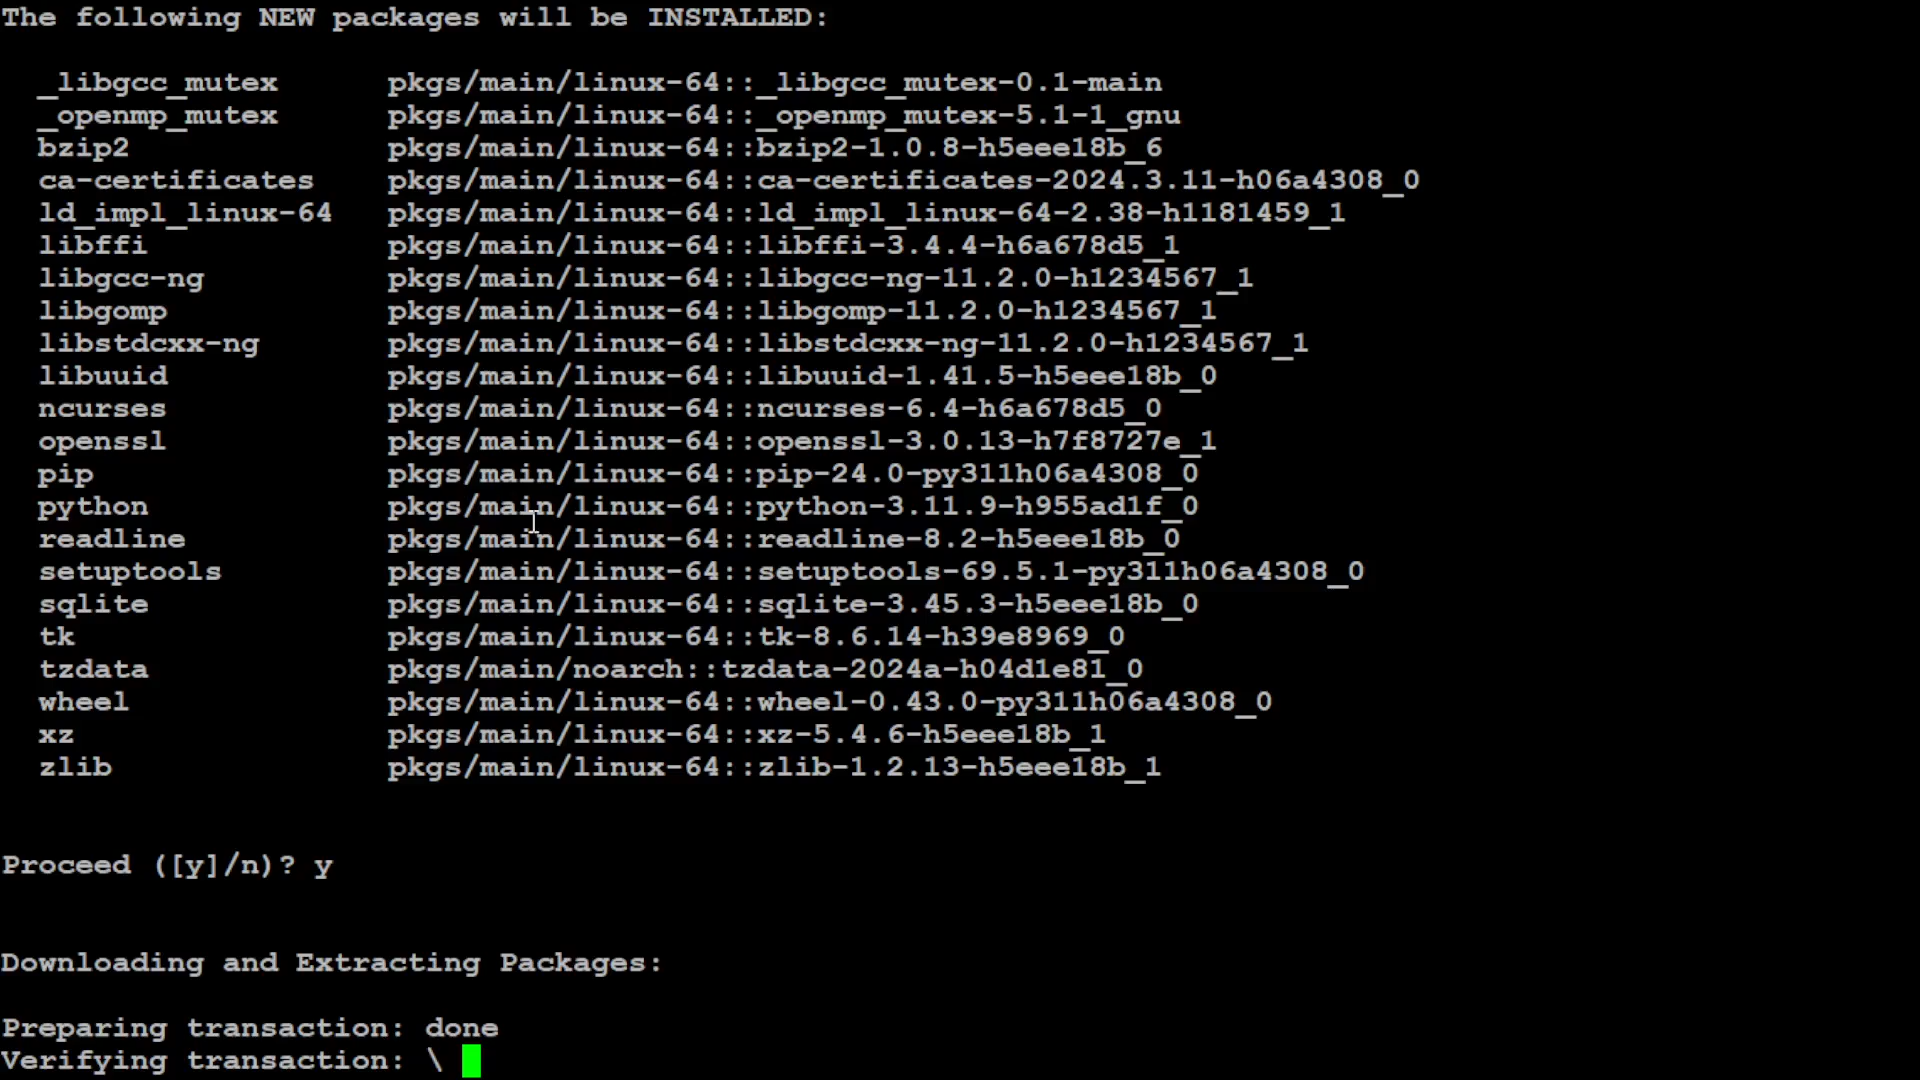 The following NEW packages will be INSTALLED:
_libgcc_mutex pkgs/main/linux-64::_libgcc_mutex-0.1-main
_openmp_mutex pkgs/main/linux-64::_openmp_mutex-5.1-1_gnu
bzip2 pkgs/main/linux-64::bzip2-1.0.8-h5eee18b_6
ca-certificates pkgs/main/linux-64::ca-certificates-2024.3.11-h06a4308_0
ld_impl_linux-64 pkgs/main/linux-64::ld_impl_linux-64-2.38-h1181459_1
libffi pkgs/main/linux-64::libffi-3.4.4-h6a678d5_1
libgcc-ng pkgs/main/linux-64::libgcc-ng-11.2.0-h1234567_1
libgomp pkgs/main/linux-64::libgomp-11.2.0-h1234567_1
libstdcxx-ng pkgs/main/linux-64::libstdcxx-ng-11.2.0-h1234567_1
libuuid pkgs/main/linux-64::libuuid-1.41.5-h5eee18b_0
ncurses pkgs/main/linux-64::ncurses-6.4-h6a678d5_0
openssl pkgs/main/linux-64::openssl-3.0.13-h7f8727e_1
pip pkgs/main/linux-64::pip-24.0-py311h06a4308_0
python pkgs/main/linux-64::python-3.11.9-h955ad1f_0
readline pkgs/main/linux-64::readline-8.2-h5eee18b_0
setuptools pkgs/main/linux-64::setuptools-69.5.1-py311h06a4308_0
sqlite pkgs/main/linux-64::sqlite-3.45.3-h5eee18b_0
tk pkgs/main/linux-64::tk-8.6.14-h39e8969_0
tzdata pkgs/main/noarch::tzdata-2024a-h04d1e81_0
wheel pkgs/main/linux-64::wheel-0.43.0-py311h06a4308_0
xz pkgs/main/linux-64::xz-5.4.6-h5eee18b_1
zlib pkgs/main/linux-64::zlib-1.2.13-h5eee18b_1
Proceed ([y]/n)? y
Downloading and Extracting Packages:
Preparing transaction: done
Verifying transaction: \